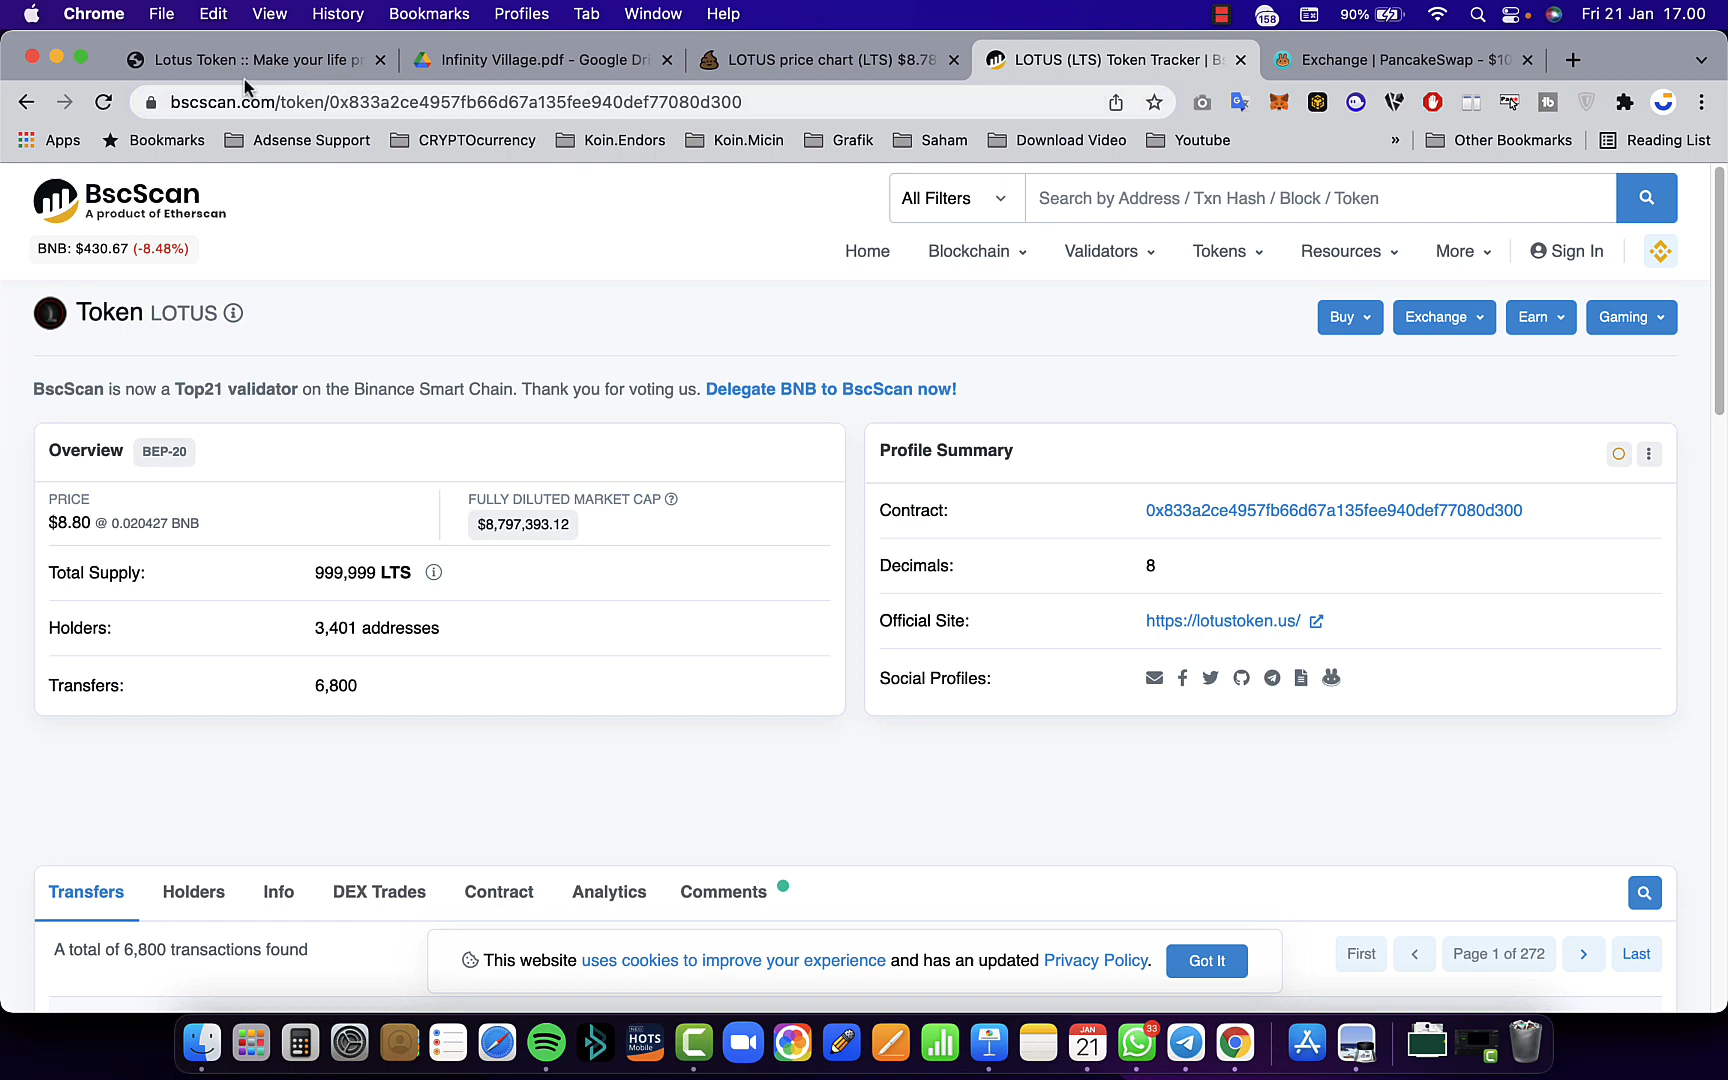 Chrome File Edit View History Bookmarks Profiles Tab Window Help 158 90% Fri 21 Jan 17.00
Lotus Token :: Make your life pr Infinity Village.pdf - Google Dri LOTUS price chart (LTS) $8.78 LOTUS (LTS) Token Tracker | Bs Exchange | PancakeSwap - $10
bscscan.com/token/0x833a2ce4957fb66d67a135fee940def77080d300
Apps Bookmarks Adsense Support CRYPTOcurrency Koin.Endors Koin.Micin Grafik Saham Download Video Youtube » Other Bookmarks Reading List
BscScan
A product of Etherscan
All Filters Search by Address / Txn Hash / Block / Token
BNB: $430.67 (-8.48%)
Home Blockchain Validators Tokens Resources More Sign In
Token LOTUS
Buy Exchange Earn Gaming
BscScan is now a Top21 validator on the Binance Smart Chain. Thank you for voting us. Delegate BNB to BscScan now!
Overview BEP-20
PRICE
$8.80 @ 0.020427 BNB
FULLY DILUTED MARKET CAP
$8,797,393.12
Total Supply: 999,999 LTS
Holders: 3,401 addresses
Transfers: 6,800
Profile Summary
Contract: 0x833a2ce4957fb66d67a135fee940def77080d300
Decimals: 8
Official Site: https://lotustoken.us/
Social Profiles:
Transfers Holders Info DEX Trades Contract Analytics Comments
A total of 6,800 transactions found
First Page 1 of 272 Last
This website uses cookies to improve your experience and has an updated Privacy Policy. Got It
HOTS
Mobile
JAN
21
33